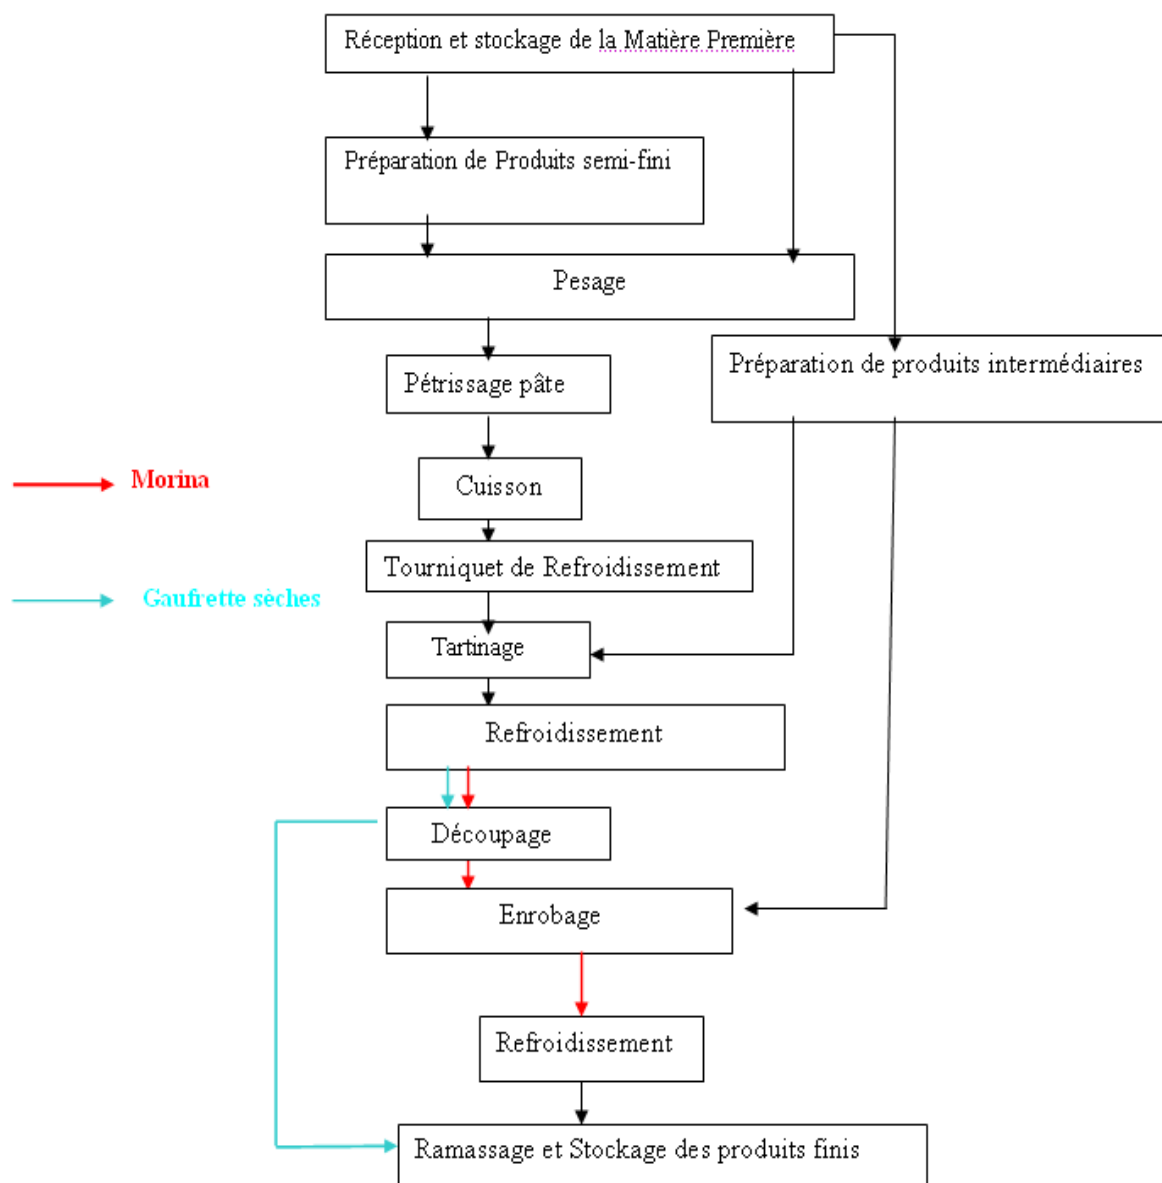 Réception et stockage de la Matière Première
Préparation de Produits semi-fini
Pesage
Préparation de produits intermédiaires
Pétrissage pâte
Morina
Cuisson
Tourniquet de Refroidissement
Gaufrette sèches
Tartinage
Refroidissement
Découpage
Enrobage
Refroidissement
Ramassage et Stockage des produits finis